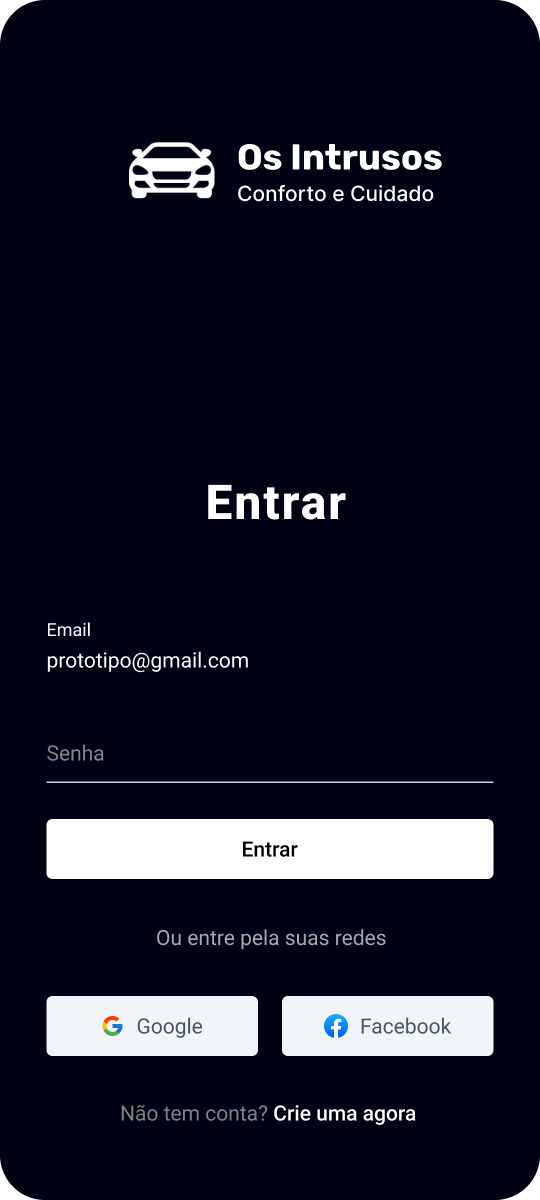 Os Intrusos
Conforto e Cuidado
Entrar
Email
prototipo@gmail.com
Senha
Entrar
Ou entre pela suas redes
Google
Facebook
Não tem conta? Crie uma agora